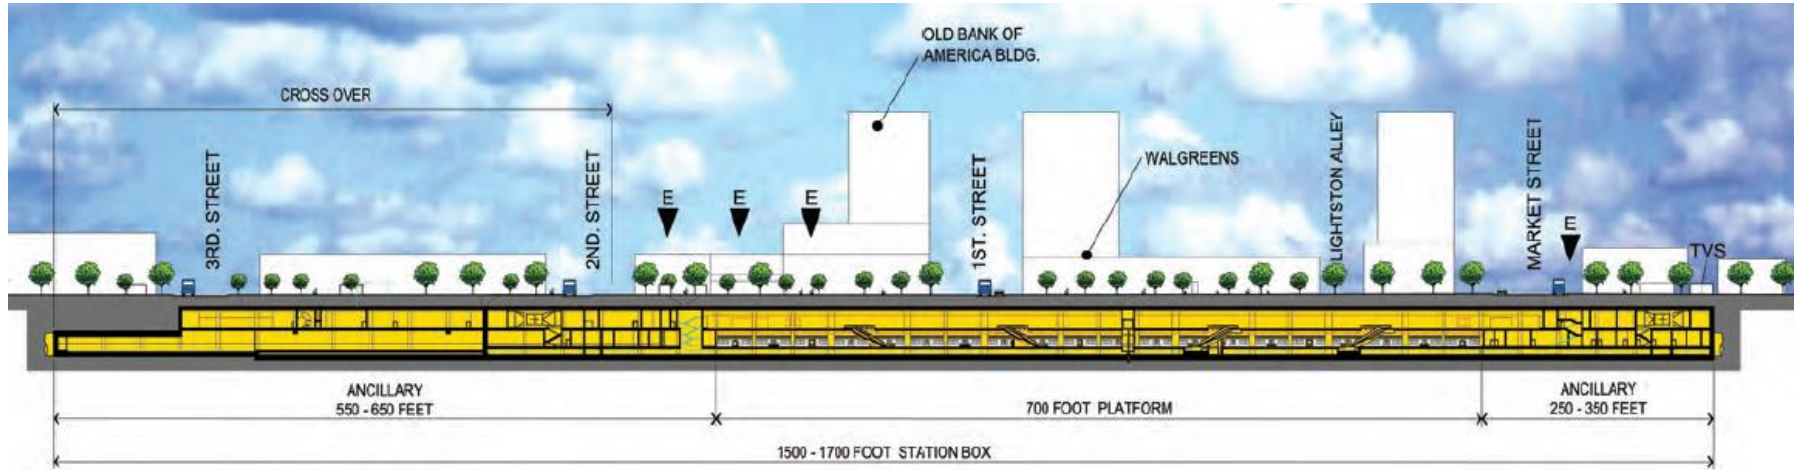 OLD BANK OF
AMERICA BLDG.
CROSS OVER
3RD. STREET
2ND. STREET
E
E
E
1ST. STREET
WALGREENS
LIGHTSTON ALLEY
MARKET STREET
E
TVS
ANCILLARY
550 - 650 FEET
700 FOOT PLATFORM
ANCILLARY
250 - 350 FEET
1500 - 1700 FOOT STATION BOX